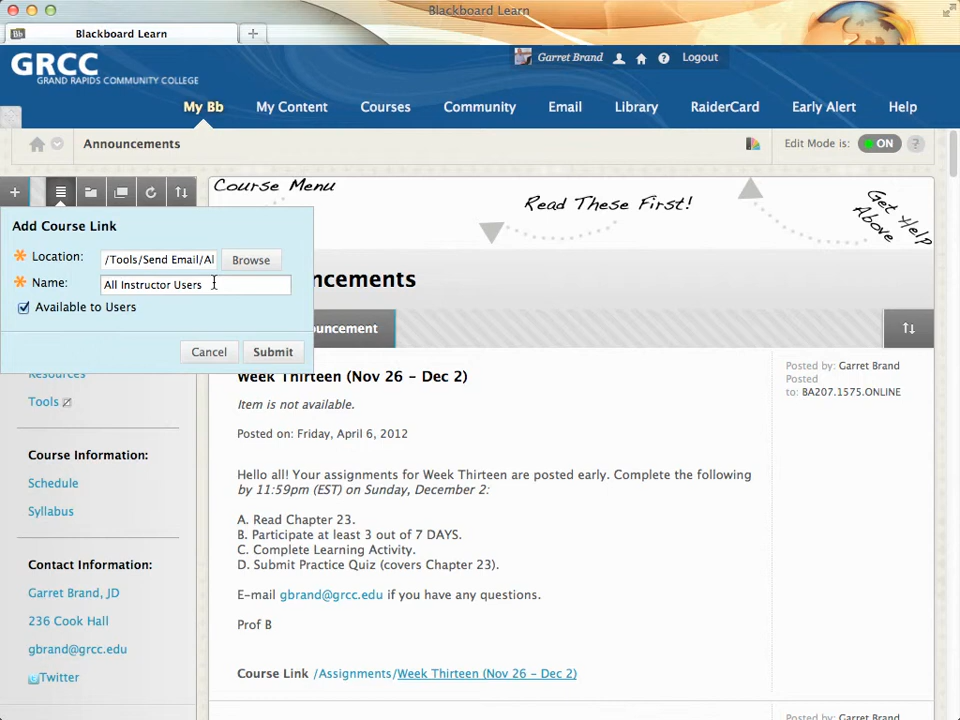 Blackboard Learn
Bb Blackboard Learn
GRCC
GRAND RAPIDS COMMUNITY COLLEGE
Garret Brand ? Logout
My Bb My Content Courses Community Email Library RaiderCard Early Alert Help
Announcements Edit Mode is: ON ?
Course Menu
Read These First!
Get Help Above
Add Course Link
Location: /Tools/Send Email/Al Browse
Name: All Instructor Users
Available to Users
Cancel Submit
ncements
uncement
Resources
Tools
Course Information:
Schedule
Syllabus
Contact Information:
Garret Brand, JD
236 Cook Hall
gbrand@grcc.edu
Twitter
Week Thirteen (Nov 26 - Dec 2)
Item is not available.
Posted on: Friday, April 6, 2012
Hello all! Your assignments for Week Thirteen are posted early. Complete the following
by 11:59pm (EST) on Sunday, December 2:
A. Read Chapter 23.
B. Participate at least 3 out of 7 DAYS.
C. Complete Learning Activity.
D. Submit Practice Quiz (covers Chapter 23).
E-mail gbrand@grcc.edu if you have any questions.
Prof B
Course Link /Assignments/Week Thirteen (Nov 26 - Dec 2)
Posted by: Garret Brand
Posted
to: BA207.1575.ONLINE
Posted by: Garret Brand